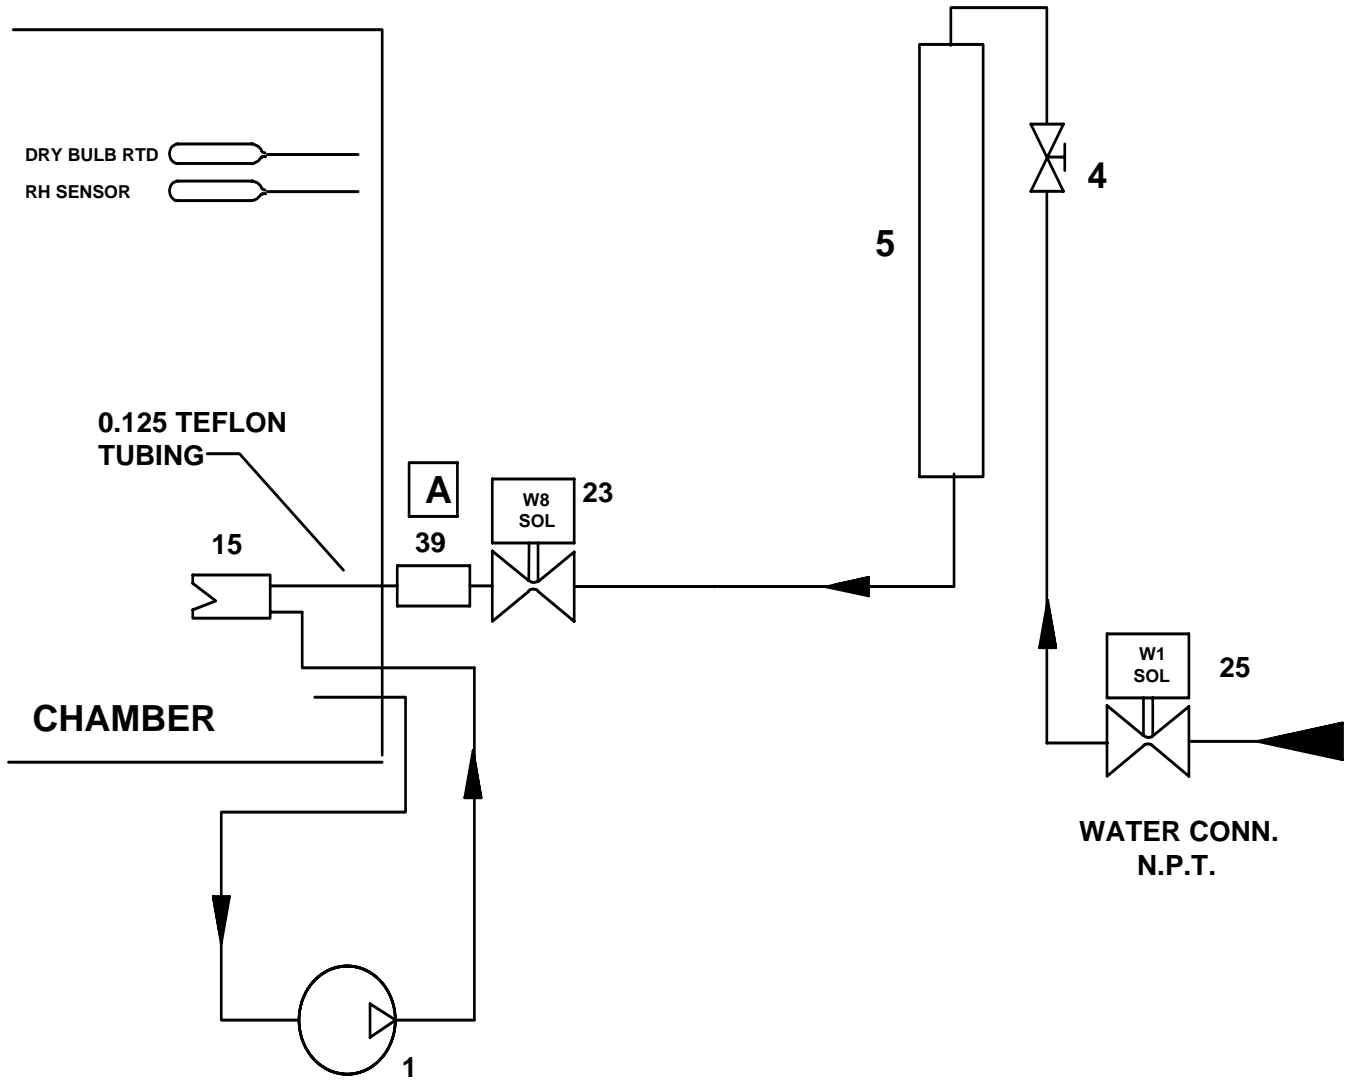 DRY BULB RTD
RH SENSOR
4
5
0.125 TEFLON
TUBING
A
W8
SOL
23
15
39
W1
SOL
25
CHAMBER
WATER CONN.
N.P.T.
1